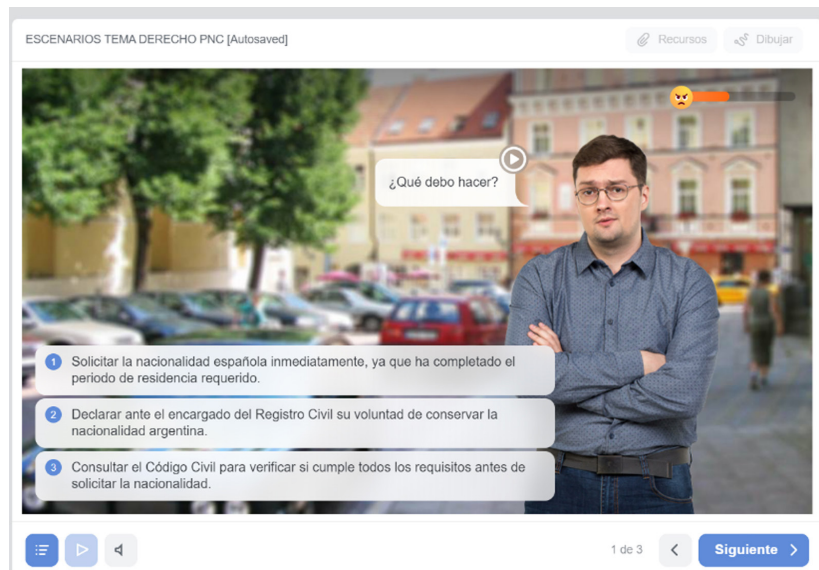 ESCENARIOS TEMA DERECHO PNC [Autosaved]
Recursos
Dibujar
¿Qué debo hacer?
1 Solicitar la nacionalidad española inmediatamente, ya que ha completado el
periodo de residencia requerido.
2 Declarar ante el encargado del Registro Civil su voluntad de conservar la
nacionalidad argentina.
3 Consultar el Código Civil para verificar si cumple todos los requisitos antes de
solicitar la nacionalidad.
1 de 3
Siguiente